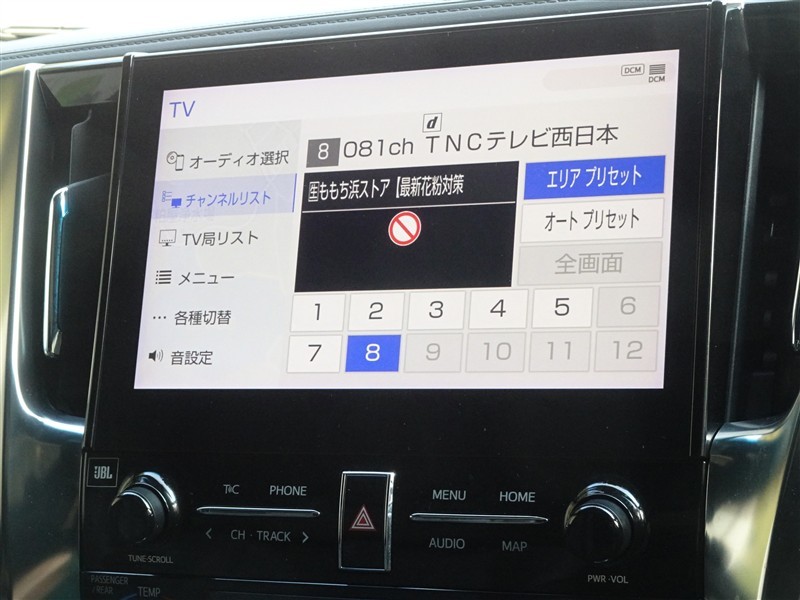 DCM
TV
DCM
d
オーディオ選択
8 081ch TNCテレビ西日本
チャンネルリスト
生ももち浜ストア【最新花粉対策
エリア プリセット
TV局リスト
オート プリセット
メニュー
全画面
各種切替
1 2 3 4 5 6
音設定
7 8 9 10 11 12
JBL
T*C PHONE
MENU HOME
CH・TRACK
AUDIO MAP
TUNE・SCROLL
PWR・VOL
PASSENGER
/REAR
TEMP